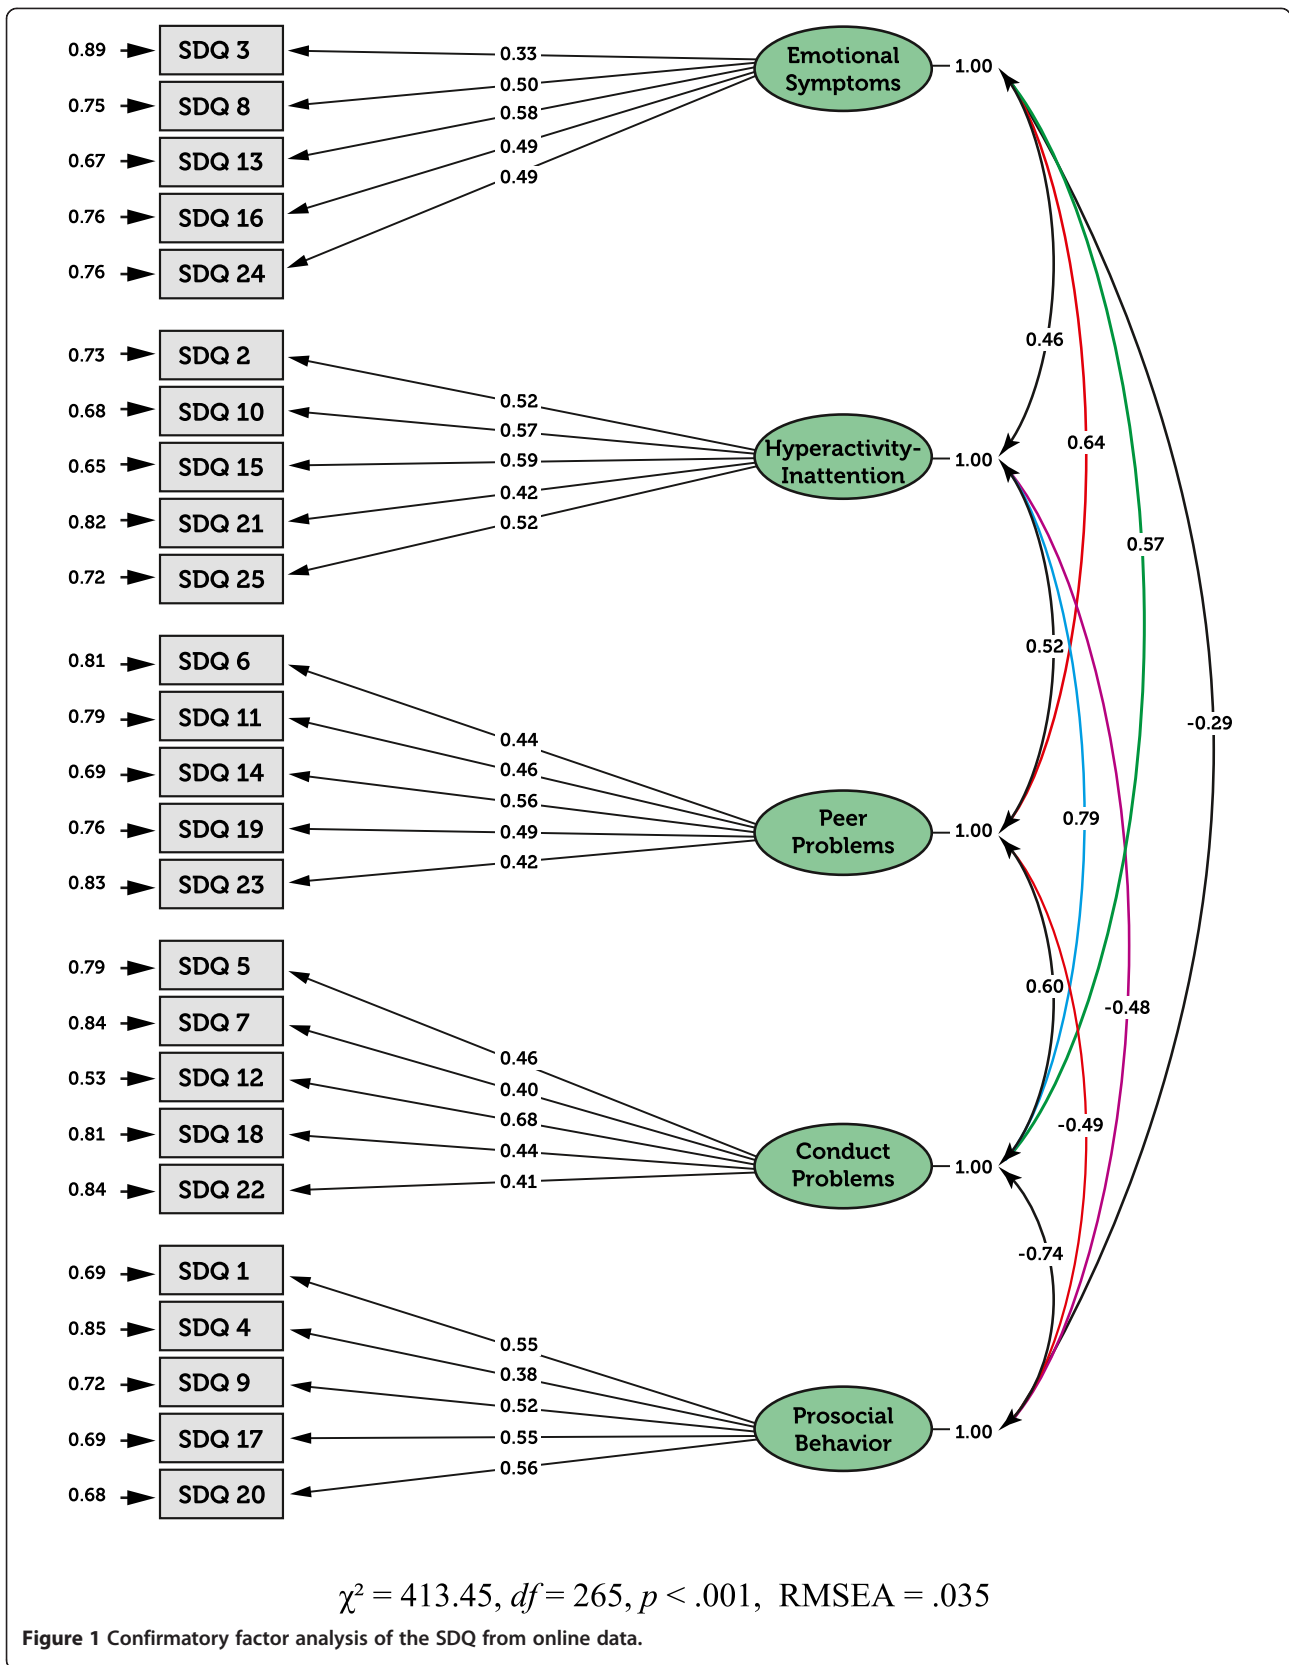 0.89 SDQ 3 0.33
0.75 SDQ 8 0.50
0.67 SDQ 13 0.58
0.76 SDQ 16 0.49
0.76 SDQ 24 0.49
Emotional
Symptoms
1.00
0.46
0.64
0.57
-0.29
0.73 SDQ 2 0.52
0.68 SDQ 10 0.57
0.65 SDQ 15 0.59
0.82 SDQ 21 0.42
0.72 SDQ 25 0.52
Hyperactivity-
Inattention
1.00
0.52
0.79
-0.48
0.81 SDQ 6 0.44
0.79 SDQ 11 0.46
0.69 SDQ 14 0.56
0.76 SDQ 19 0.49
0.83 SDQ 23 0.42
Peer
Problems
1.00
0.60
-0.49
0.79 SDQ 5 0.46
0.84 SDQ 7 0.40
0.53 SDQ 12 0.68
0.81 SDQ 18 0.44
0.84 SDQ 22 0.41
Conduct
Problems
1.00
-0.74
0.69 SDQ 1 0.55
0.85 SDQ 4 0.38
0.72 SDQ 9 0.52
0.69 SDQ 17 0.55
0.68 SDQ 20 0.56
Prosocial
Behavior
1.00
χ² = 413.45, df = 265, p < .001, RMSEA = .035
Figure 1 Confirmatory factor analysis of the SDQ from online data.